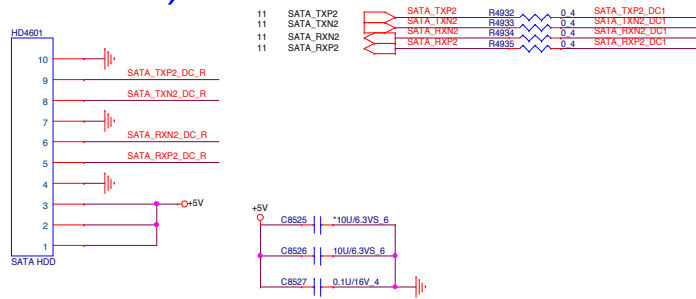 HD4601
10
9 SATA_TXP2_DC_R
8 SATA_TXN2_DC_R
7
6 SATA_RXN2_DC_R
5 SATA_RXP2_DC_R
4
3 +5V
2
1
SATA HDD
11 SATA_TXP2 SATA_TXP2 R4932 0_4 SATA_TXP2_DC1
11 SATA_TXN2 SATA_TXN2 R4933 0_4 SATA_TXN2_DC1
11 SATA_RXN2 SATA_RXN2 R4934 0_4 SATA_RXN2_DC1
11 SATA_RXP2 SATA_RXP2 R4935 0_4 SATA_RXP2_DC1
+5V
C8525 *10U/6.3VS_6
C8526 10U/6.3VS_6
C8527 0.1U/16V_4